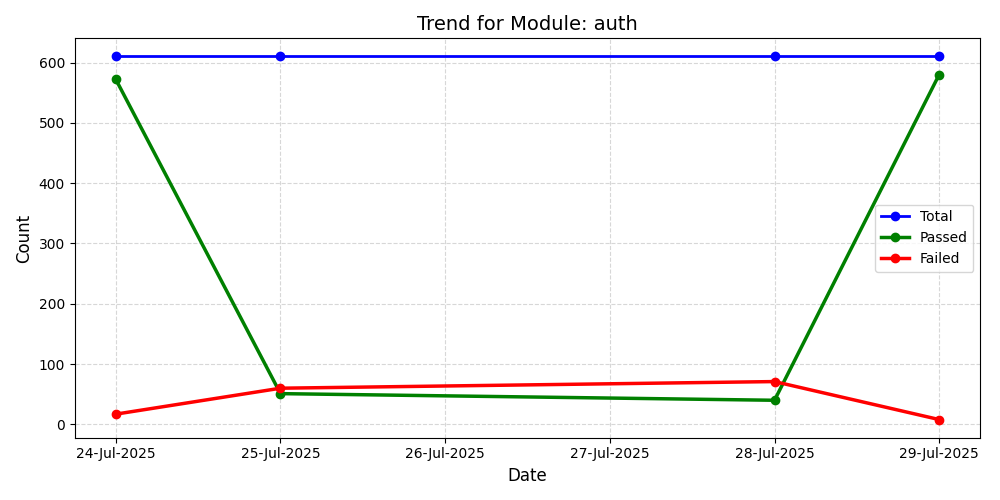 Trend for Module: auth
Count
600
500
400
300
200
100
0
Total
Passed
Failed
24-Jul-2025
25-Jul-2025
26-Jul-2025
27-Jul-2025
28-Jul-2025
29-Jul-2025
Date